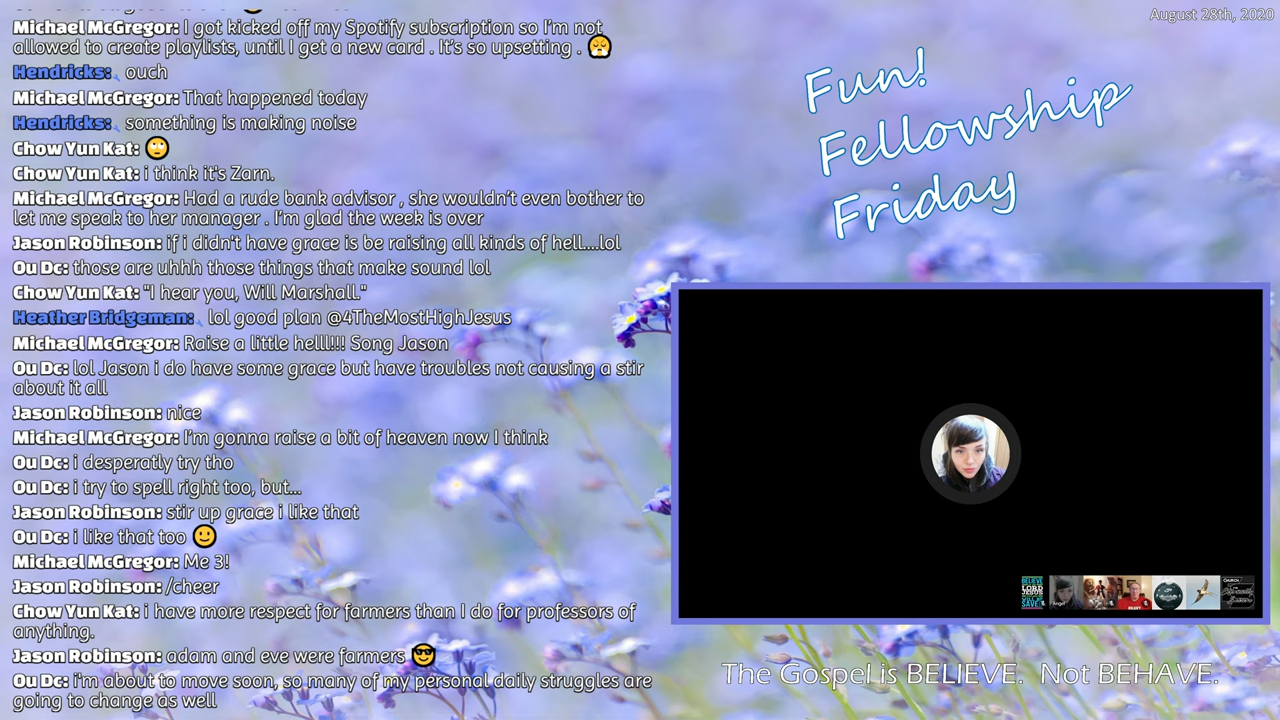 August 28th, 2020
Michael McGregor: I got kicked off my Spotify subscription so I'm not
allowed to create playlists, until I get a new card . It's so upsetting . 😤
Hendricks: ouch
Michael McGregor: That happened today
Hendricks: something is making noise
Chow Yun Kat: 🙄
Chow Yun Kat: i think it's Zarn.
Michael McGregor: Had a rude bank advisor , she wouldn't even bother to
let me speak to her manager . I'm glad the week is over
Jason Robinson: if i didn't have grace is be raising all kinds of hell....lol
Ou Dc: those are uhhh those things that make sound lol
Chow Yun Kat: "I hear you, Will Marshall."
Heather Bridgeman: lol good plan @4TheMostHighJesus
Michael McGregor: Raise a little helll!!! Song Jason
Ou Dc: lol Jason i do have some grace but have troubles not causing a stir
about it all
Jason Robinson: nice
Michael McGregor: I'm gonna raise a bit of heaven now I think
Ou Dc: i desperatly try tho
Ou Dc: i try to spell right too, but...
Jason Robinson: stir up grace i like that
Ou Dc: i like that too 🙂
Michael McGregor: Me 3!
Jason Robinson: /cheer
Chow Yun Kat: i have more respect for farmers than I do for professors of
anything.
Jason Robinson: adam and eve were farmers 😎
Ou Dc: i'm about to move soon, so many of my personal daily struggles are
going to change as well
Fun!
Fellowship
Friday
BELIEVE
LORD
JESUS
SAVE
Angel
CHURCH
The Gospel is BELIEVE. Not BEHAVE.